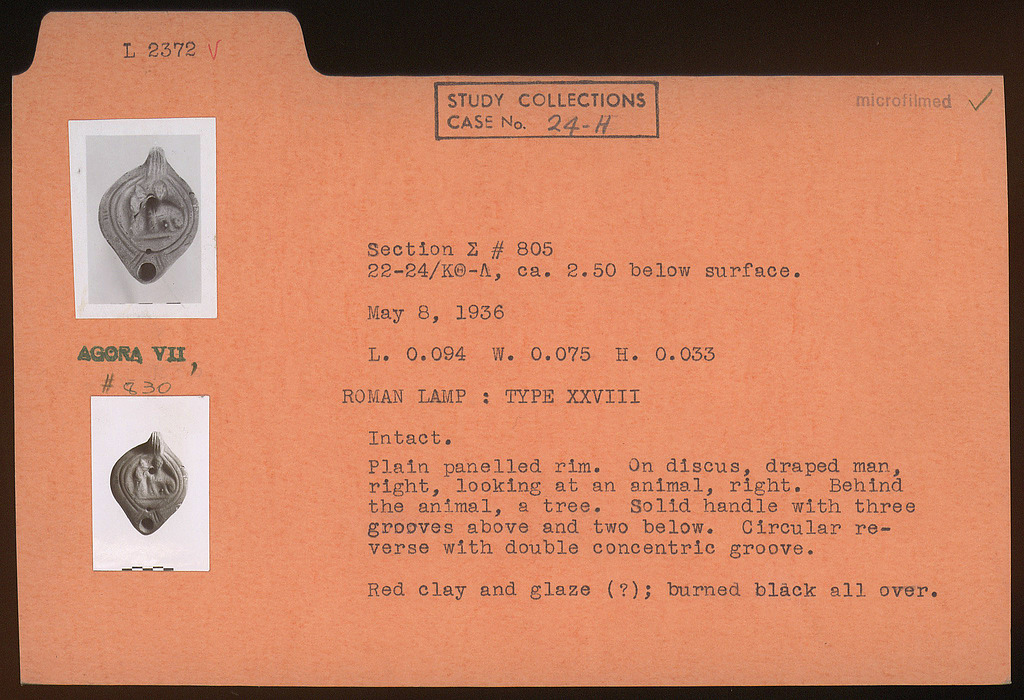 L 2372 V
STUDY COLLECTIONS
CASE No. 24-H
microfilmed ✓
AGORA VII,
# 830
Section Σ # 805
22-24/ΚΘ-Λ, ca. 2.50 below surface.
May 8, 1936
L. 0.094 W. 0.075 H. 0.033
ROMAN LAMP : TYPE XXVIII
Intact.
Plain panelled rim. On discus, draped man,
right, looking at an animal, right. Behind
the animal, a tree. Solid handle with three
grooves above and two below. Circular re-
verse with double concentric groove.
Red clay and glaze (?); burned black all over.